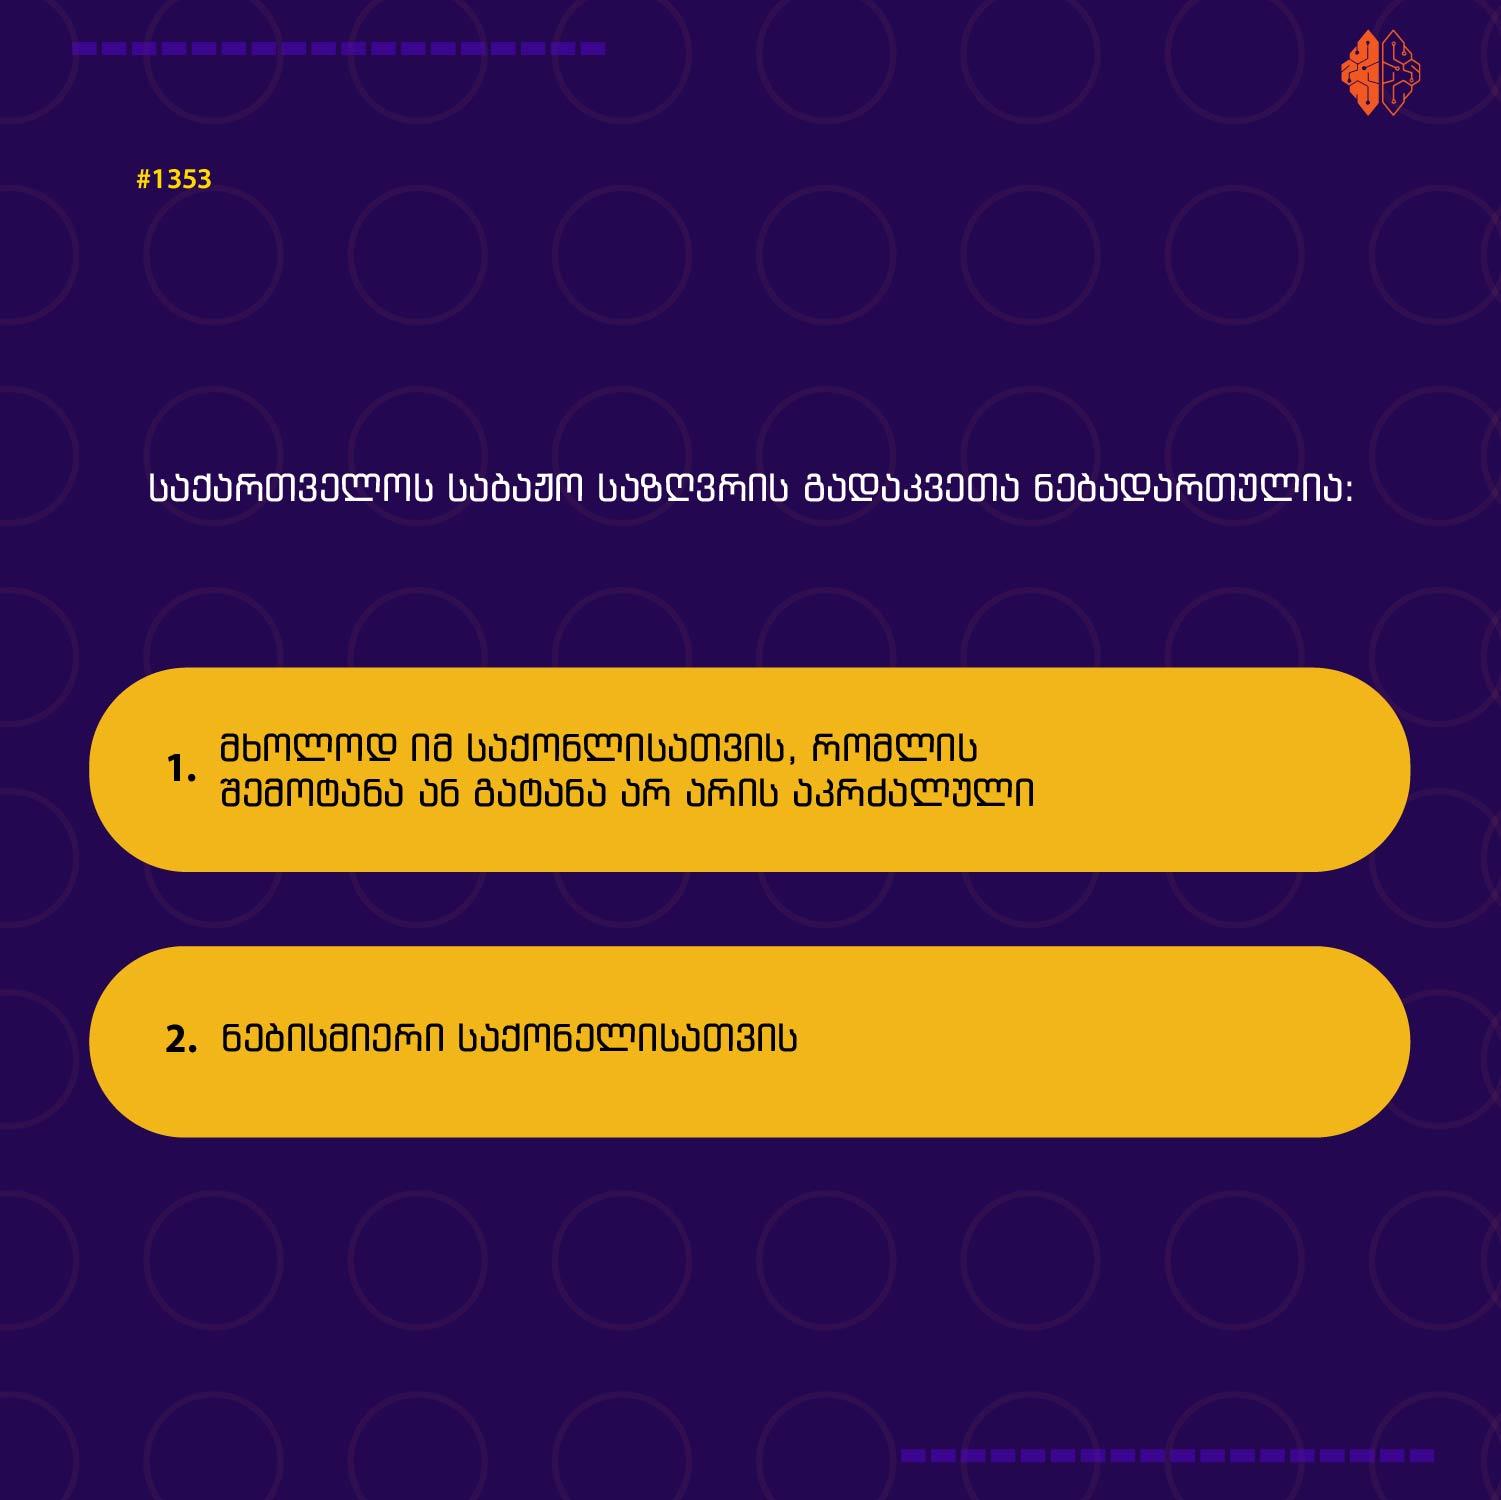 #1353
საქართველოს საბაჟო საზღვრის გადაკვეთა ნებადართულია:
1. მხოლოდ იმ საქონლისათვის, რომლის
შემოტანა ან გატანა არ არის აკრძალული
2. ნებისმიერი საქონელისათვის